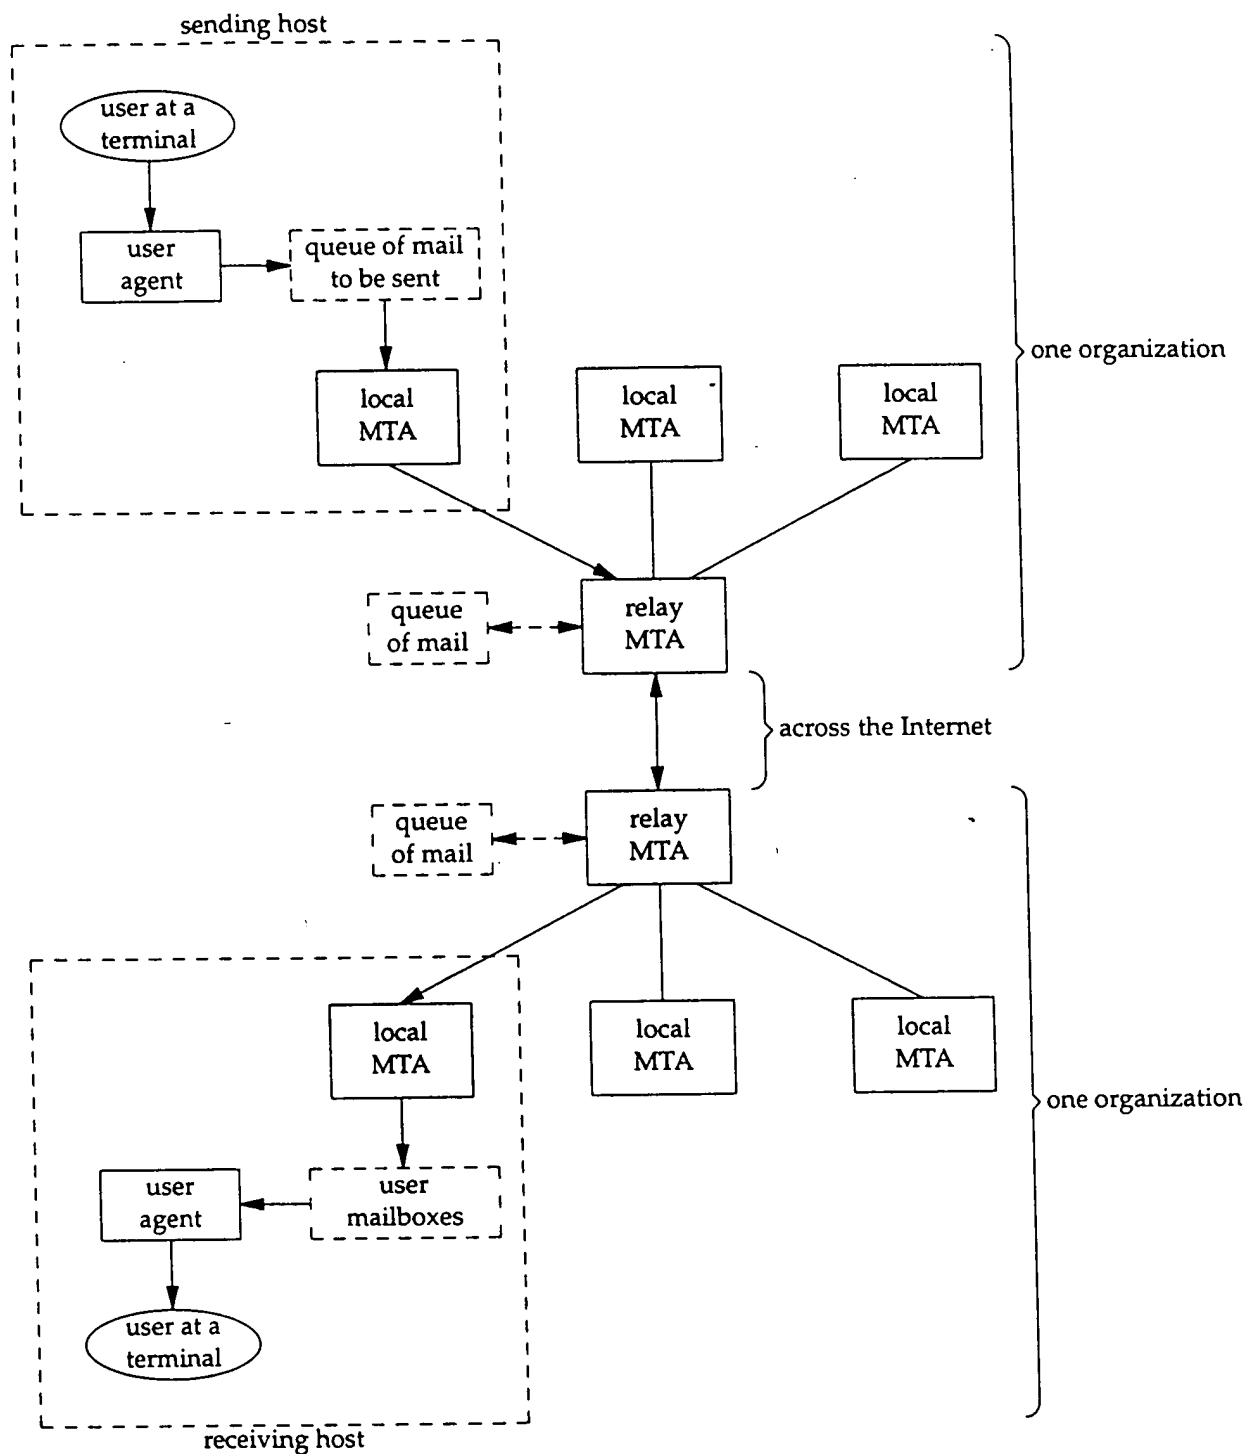 sending host
user at a
terminal
user
agent
queue of mail
to be sent
local
MTA
local
MTA
local
MTA
one organization
queue
of mail
relay
MTA
across the Internet
queue
of mail
relay
MTA
local
MTA
local
MTA
local
MTA
one organization
user
agent
user
mailboxes
user at a
terminal
receiving host